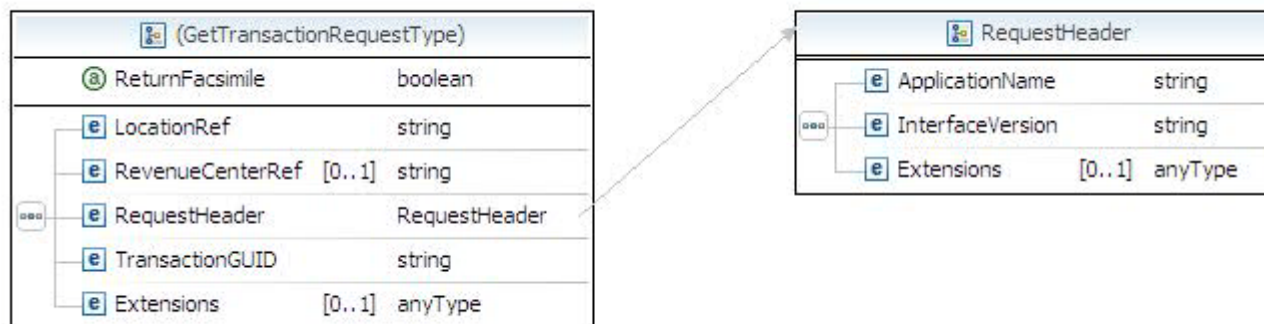 (GetTransactionRequestType)
ReturnFacsimile boolean
LocationRef string
RevenueCenterRef [0..1] string
RequestHeader RequestHeader
TransactionGUID string
Extensions [0..1] anyType
RequestHeader
ApplicationName string
InterfaceVersion string
Extensions [0..1] anyType